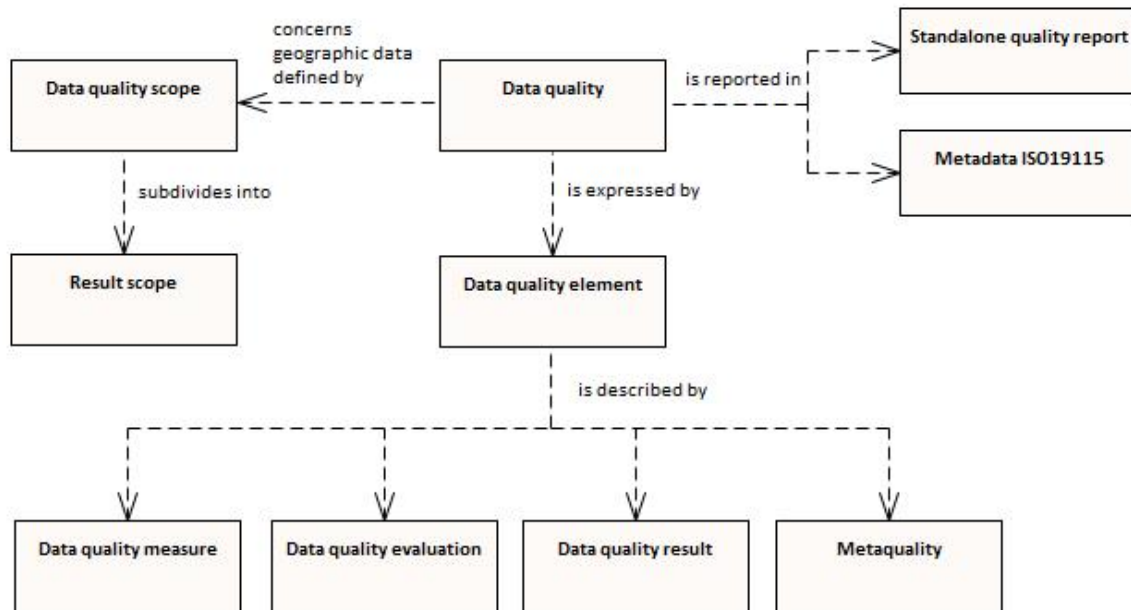 concerns
geographic data
defined by
Standalone quality report
Data quality scope
Data quality
is reported in
Metadata ISO19115
subdivides into
is expressed by
Result scope
Data quality element
is described by
Data quality measure
Data quality evaluation
Data quality result
Metaquality